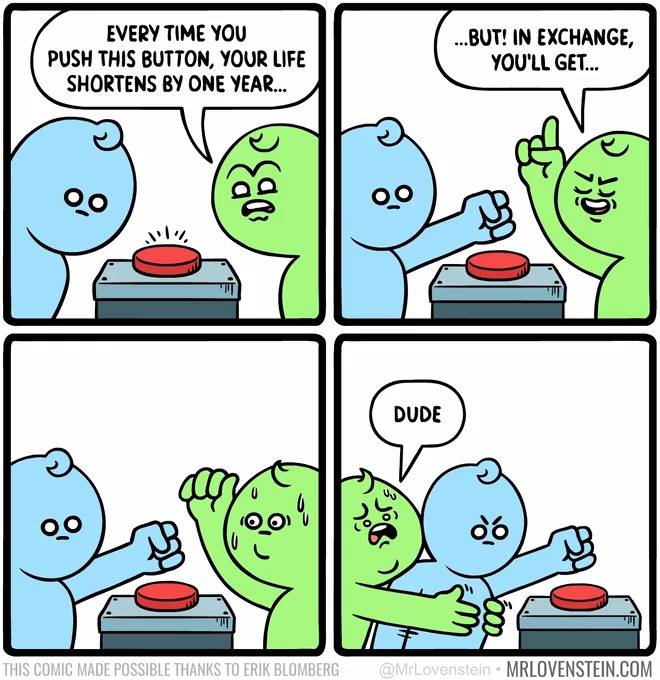 EVERY TIME YOU
PUSH THIS BUTTON, YOUR LIFE
SHORTENS BY ONE YEAR...
...BUT! IN EXCHANGE,
YOU'LL GET...
DUDE
THIS COMIC MADE POSSIBLE THANKS TO ERIK BLOMBERG
@MrLovenstein • MRLOVENSTEIN.COM